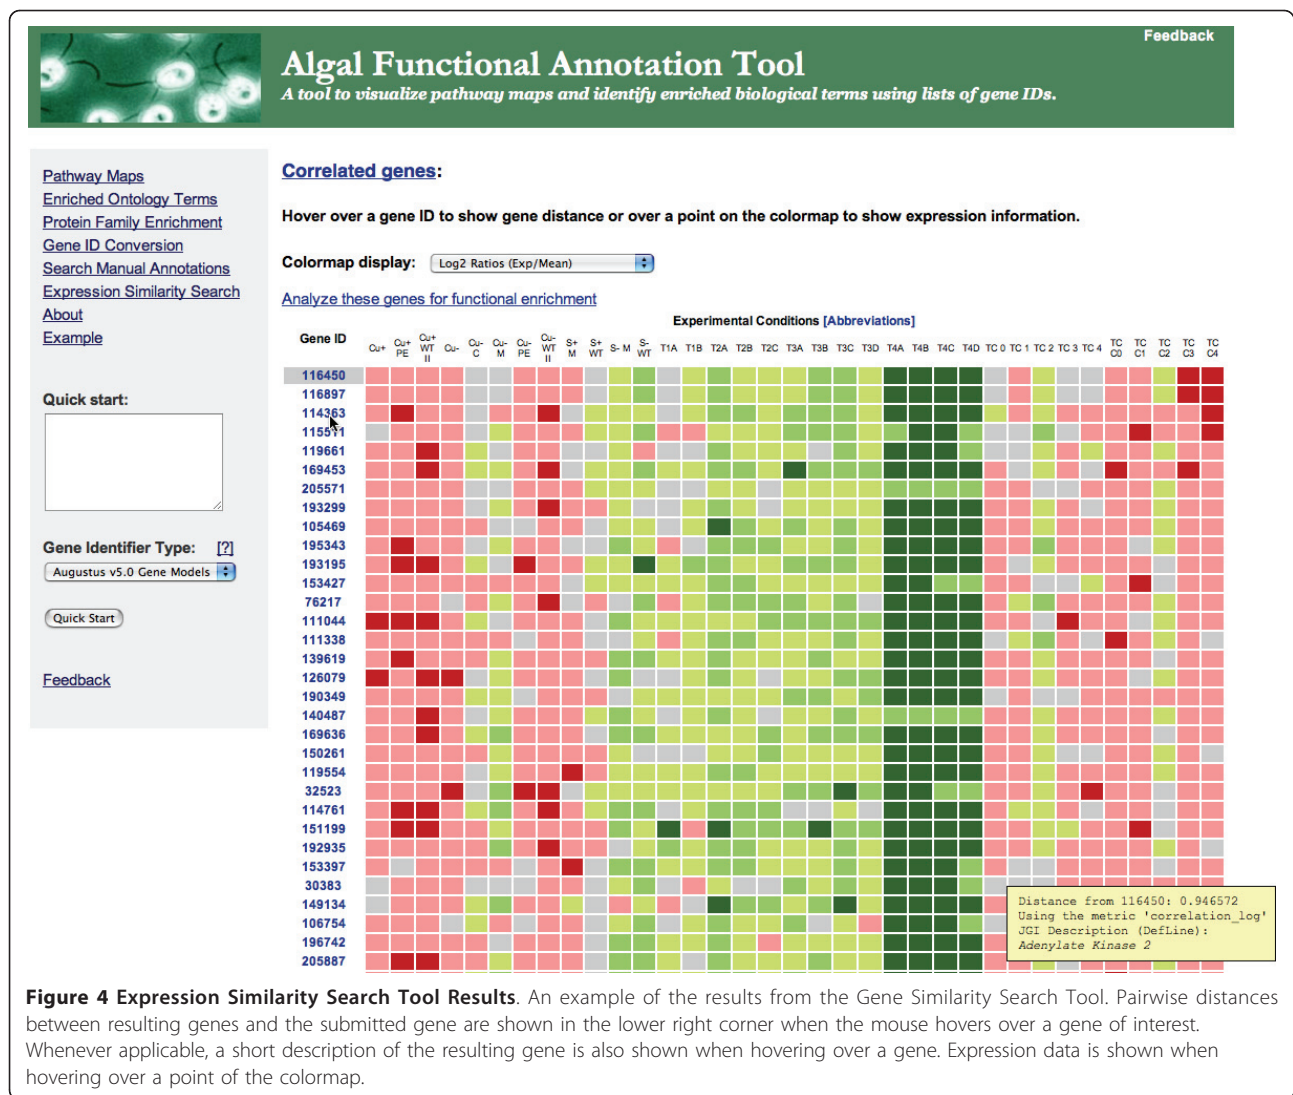 Feedback
Algal Functional Annotation Tool
A tool to visualize pathway maps and identify enriched biological terms using lists of gene IDs.
Pathway Maps
Enriched Ontology Terms
Protein Family Enrichment
Gene ID Conversion
Search Manual Annotations
Expression Similarity Search
About
Example
Quick start:
Gene Identifier Type: [?]
Augustus v5.0 Gene Models
Quick Start
Feedback
Correlated genes:
Hover over a gene ID to show gene distance or over a point on the colormap to show expression information.
Colormap display: Log2 Ratios (Exp/Mean)
Analyze these genes for functional enrichment
Experimental Conditions [Abbreviations]
Gene ID Cu+ Cu+ PE Cu+ WT II Cu- Cu- C Cu- M Cu- PE Cu- WT II S+ M S+ WT S- M S- WT T1A T1B T2A T2B T2C T3A T3B T3C T3D T4A T4B T4C T4D TC 0 TC 1 TC 2 TC 3 TC 4 TC C0 TC C1 TC C2 TC C3 TC C4
116450
116897
114363
115511
119661
169453
205571
193299
105469
195343
193195
153427
76217
111044
111338
139619
126079
190349
140487
169636
150261
119554
32523
114761
151199
192935
153397
30383
149134
106754
196742
205887
Distance from 116450: 0.946572
Using the metric 'correlation_log'
JGI Description (DefLine):
Adenylate Kinase 2
Figure 4 Expression Similarity Search Tool Results. An example of the results from the Gene Similarity Search Tool. Pairwise distances
between resulting genes and the submitted gene are shown in the lower right corner when the mouse hovers over a gene of interest.
Whenever applicable, a short description of the resulting gene is also shown when hovering over a gene. Expression data is shown when
hovering over a point of the colormap.